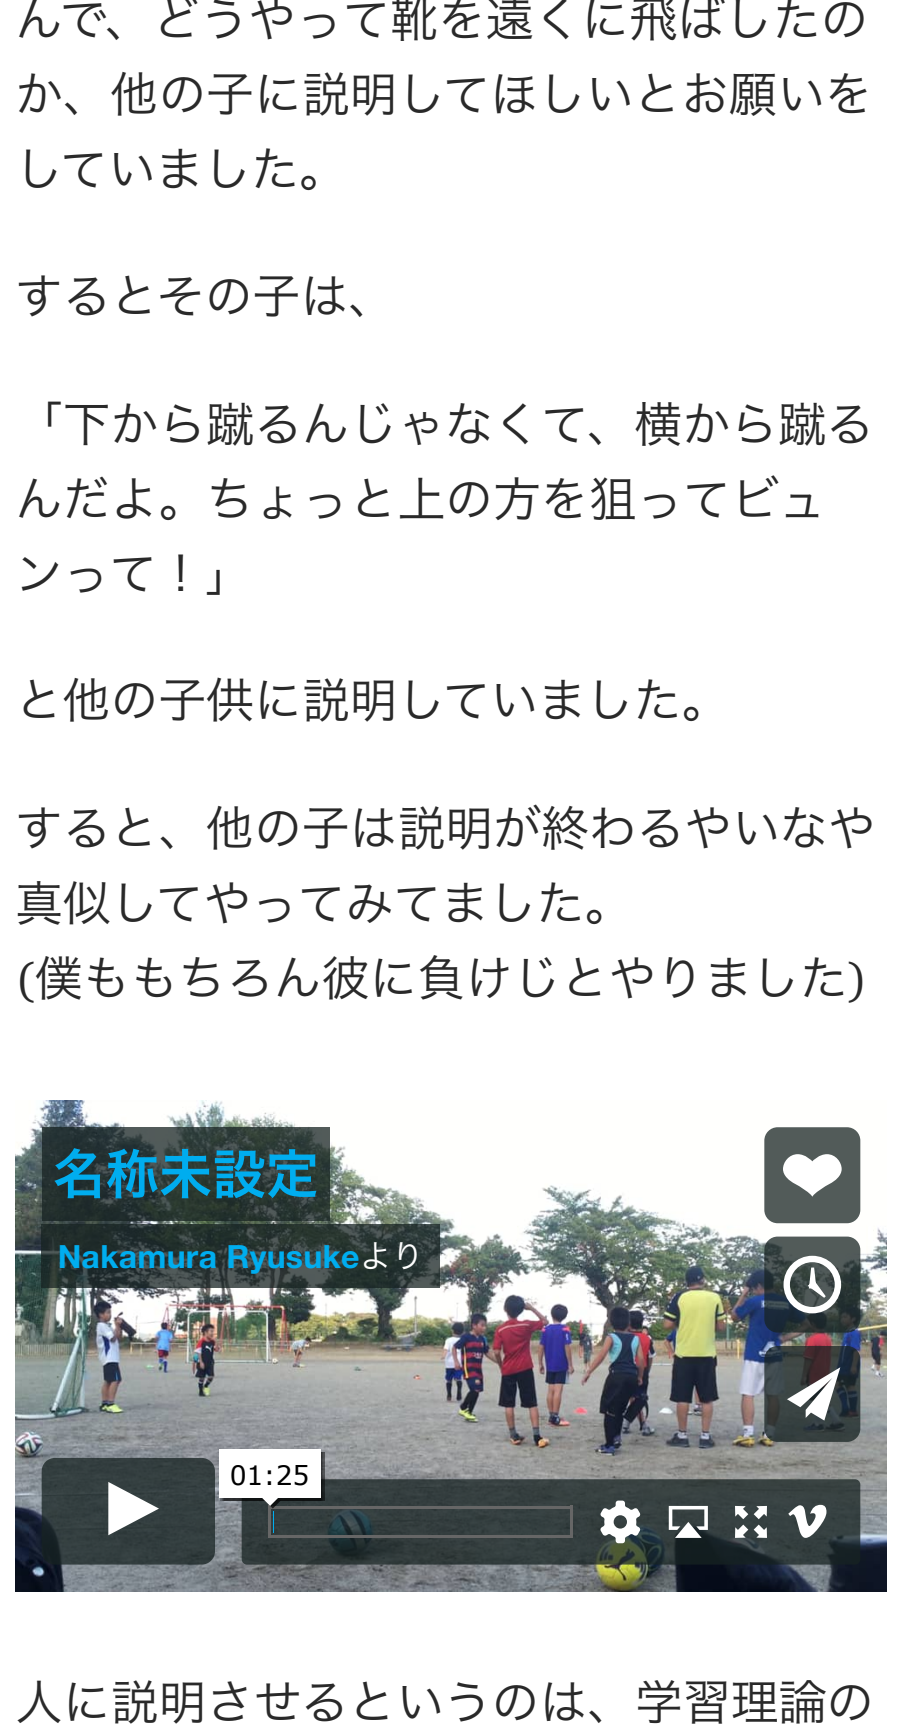 んで、どうやって靴を遠くに飛ばしたの
か、他の子に説明してほしいとお願いを
していました。
するとその子は、
「下から蹴るんじゃなくて、横から蹴る
んだよ。ちょっと上の方を狙ってビュ
ンって！」
と他の子供に説明していました。
すると、他の子は説明が終わるやいなや
真似してやってみてました。
(僕ももちろん彼に負けじとやりました)
名称未設定
Nakamura Ryusukeより
01:25
人に説明させるというのは、学習理論の